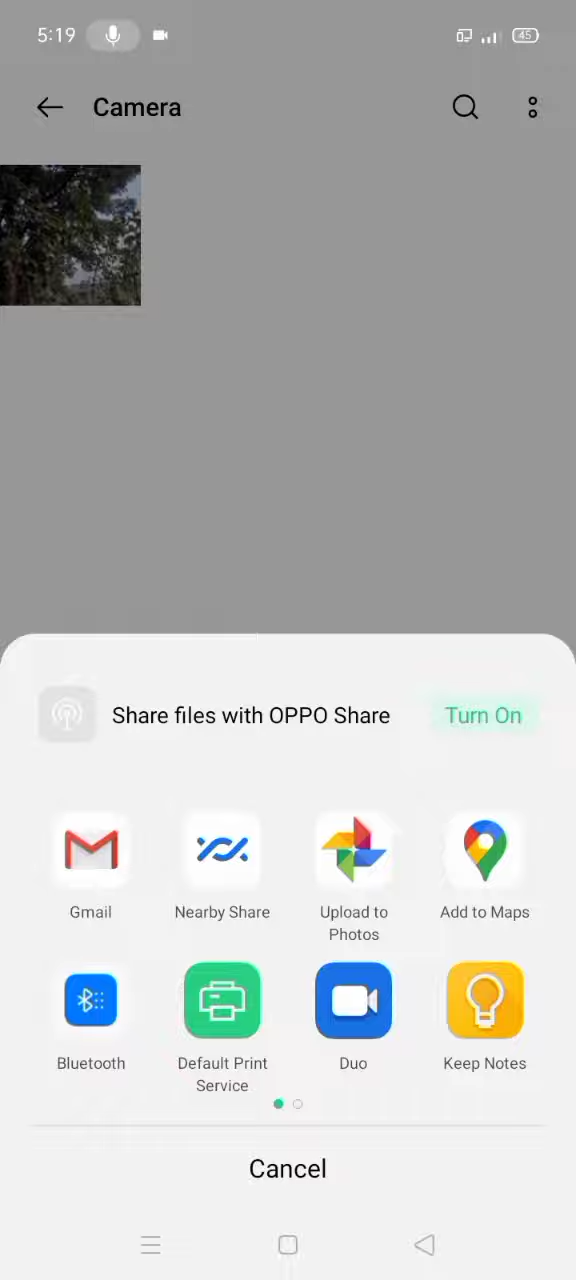 5:19
45
Camera
Share files with OPPO Share
Turn On
Gmail
Nearby Share
Upload to
Photos
Add to Maps
Bluetooth
Default Print
Service
Duo
Keep Notes
Cancel